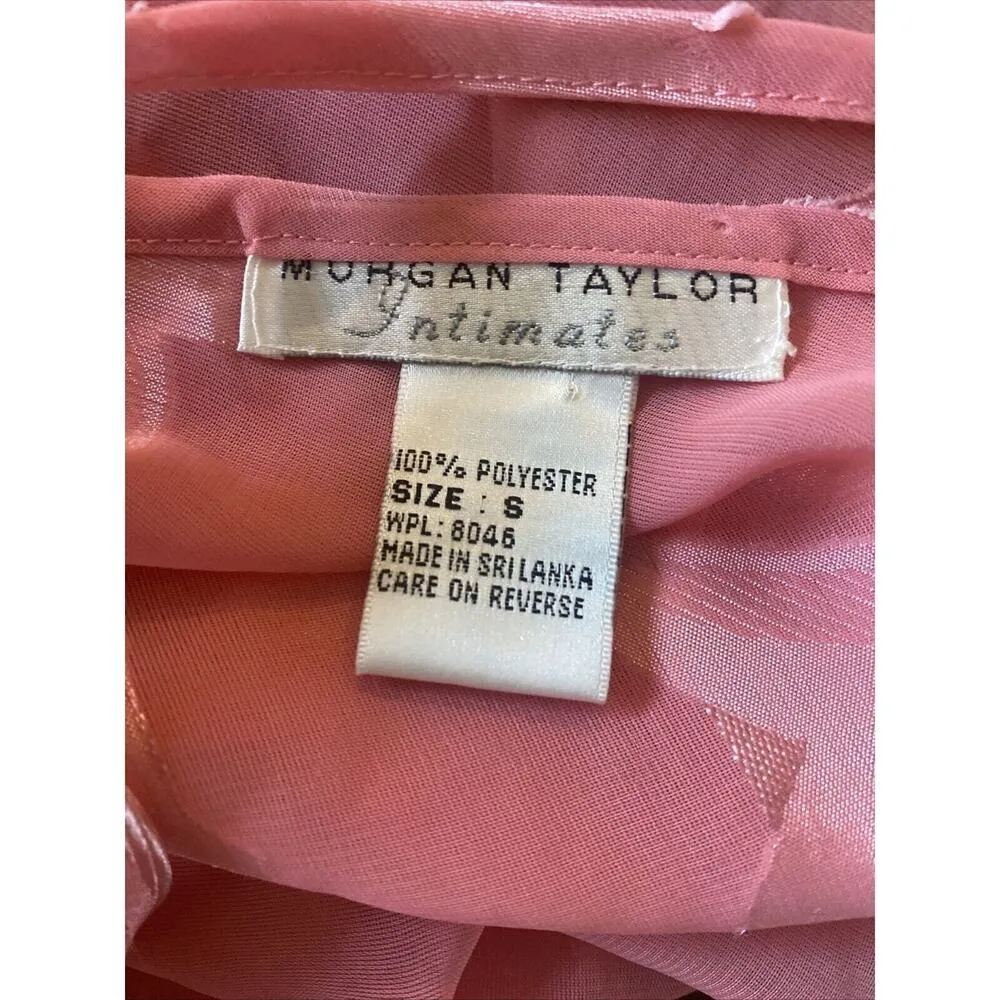 MORGAN TAYLOR
Intimates
100% POLYESTER
SIZE : S
WPL: 8046
MADE IN SRI LANKA
CARE ON REVERSE